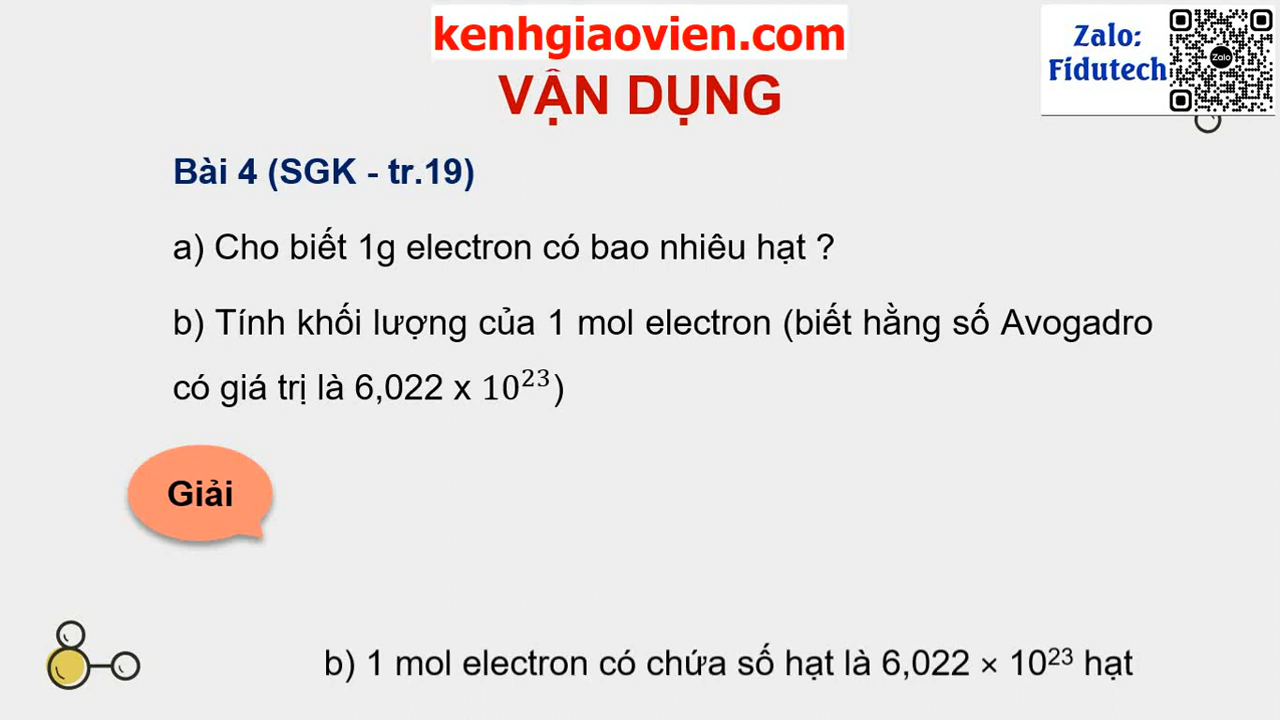 kenhgiaovien.com
Zalo:
Fidutech
Zalo
VẬN DỤNG
Bài 4 (SGK - tr.19)
a) Cho biết 1g electron có bao nhiêu hạt ?
b) Tính khối lượng của 1 mol electron (biết hằng số Avogadro
có giá trị là 6,022 x 10²³)
Giải
b) 1 mol electron có chứa số hạt là 6,022 × 10²³ hạt